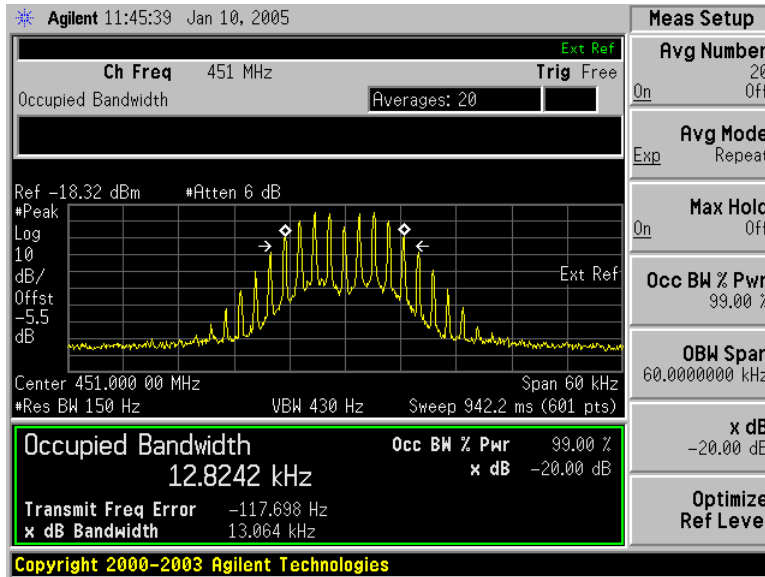 Agilent 11:45:39 Jan 10, 2005
Meas Setup
Ext Ref
Ch Freq 451 MHz Trig Free
Occupied Bandwidth Averages: 20
Ref -18.32 dBm #Atten 6 dB
#Peak
Log
10
dB/
Offst
-5.5
dB
Ext Ref
Center 451.000 00 MHz Span 60 kHz
#Res BW 150 Hz VBW 430 Hz Sweep 942.2 ms (601 pts)
Occupied Bandwidth Occ BW % Pwr 99.00 %
12.8242 kHz x dB -20.00 dB
Transmit Freq Error -117.698 Hz
x dB Bandwidth 13.064 kHz
Copyright 2000-2003 Agilent Technologies
Avg Number
20
On Off
Avg Mode
Exp Repeat
Max Hold
On Off
Occ BW % Pwr
99.00 %
OBW Span
60.0000000 kHz
x dB
-20.00 dB
Optimize
Ref Level